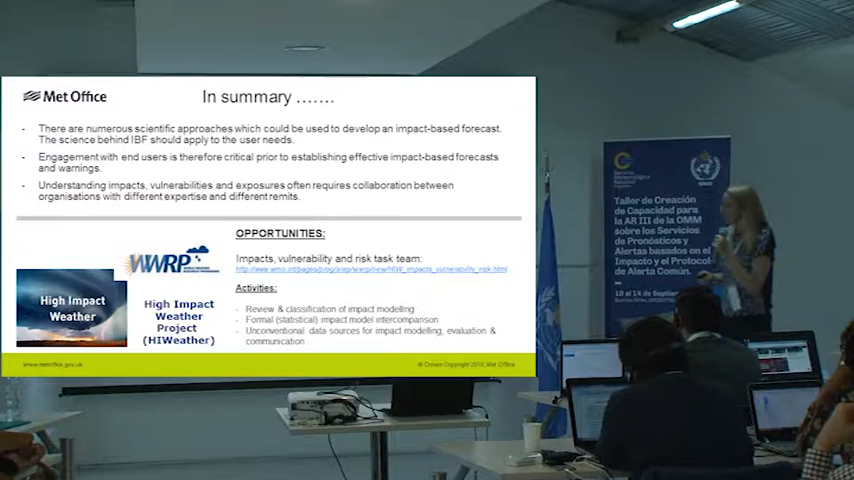 Met Office
In summary .......
- There are numerous scientific approaches which could be used to develop an impact-based forecast.
The science behind IBF should apply to the user needs.
- Engagement with end users is therefore critical prior to establishing effective impact-based forecasts
and warnings.
- Understanding impacts, vulnerabilities and exposures often requires collaboration between
organisations with different expertise and different remits.
OPPORTUNITIES:
Impacts, vulnerability and risk task team:
Activities:
- Review & classification of impact modelling
- Formal (statistical) impact model intercomparison
- Unconventional data sources for impact modelling, evaluation &
communication
WWRP
High Impact
Weather
High Impact
Weather
Project
(HIWeather)
www.metoffice.gov.uk
Taller de Creación
de Capacidad para
la AR III de la OMM
sobre los Servicios
de Pronósticos y
Alertas basados en
el Impacto y el Protocolo
de Alerta Común.
10 al 14 de